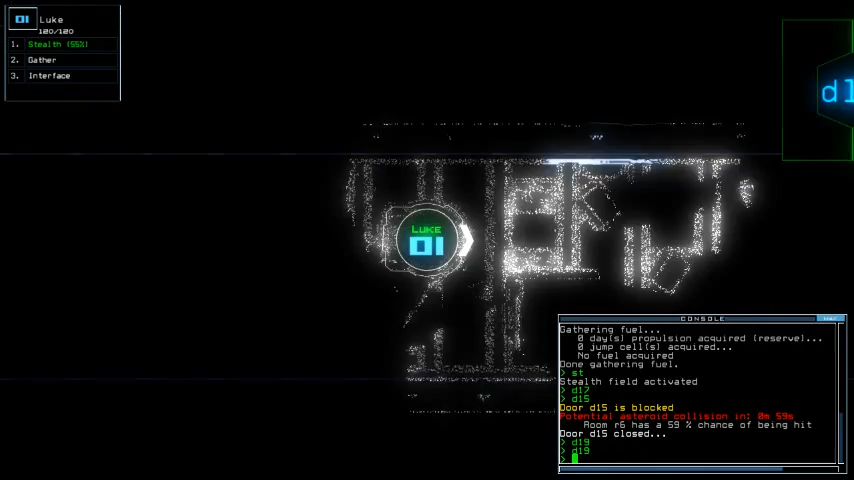 01 Luke
120/120
1. Stealth (55%)
2. Gather
3. Interface
d1
Luke
01
CONSOLE
Gathering fuel...
0 day(s) propulsion acquired (reserve)...
0 jump cell(s) acquired...
No fuel acquired
Done gathering fuel.
> st
Stealth field activated
> d17
> d15
Door d15 is blocked
Potential asteroid collision in: 0m 59s
Room r6 has a 59 % chance of being hit
Door d15 closed...
> d19
> d19
>